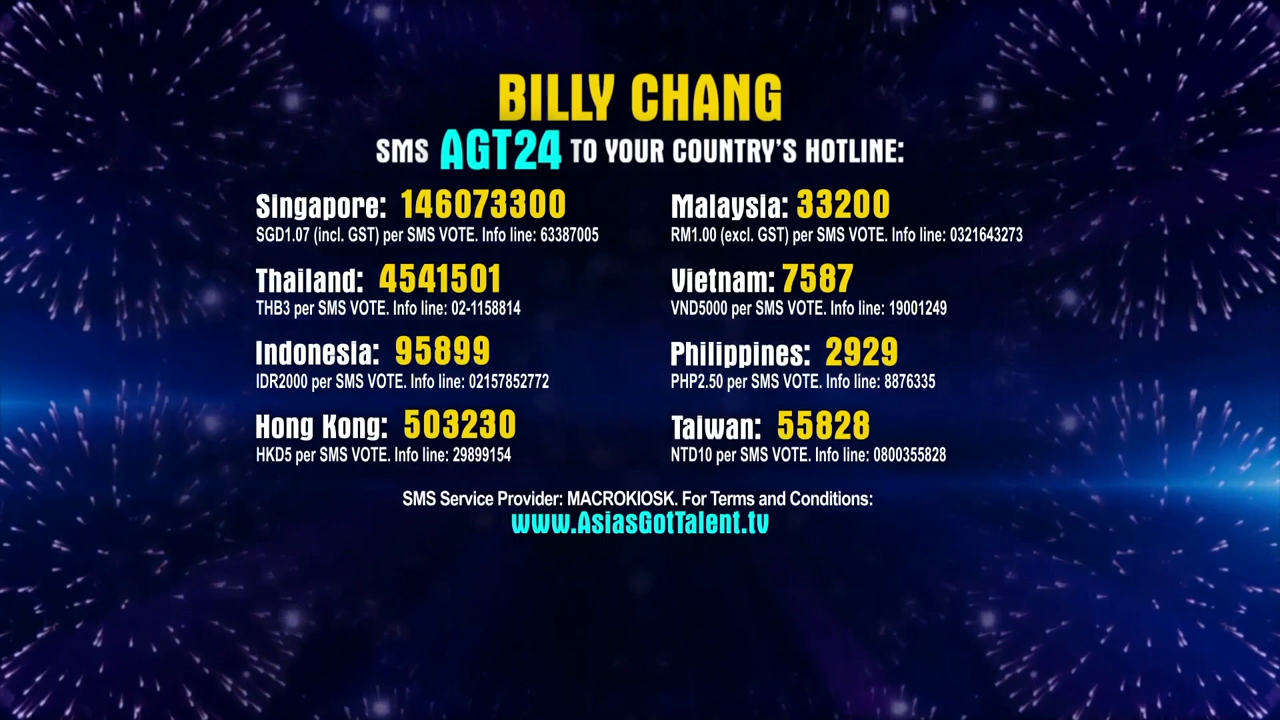 BILLY CHANG
SMS AGT24 TO YOUR COUNTRY'S HOTLINE:
Singapore: 146073300
SGD1.07 (incl. GST) per SMS VOTE. Info line: 63387005
Malaysia: 33200
RM1.00 (excl. GST) per SMS VOTE. Info line: 0321643273
Thailand: 4541501
THB3 per SMS VOTE. Info line: 02-1158814
Vietnam: 7587
VND5000 per SMS VOTE. Info line: 19001249
Indonesia: 95899
IDR2000 per SMS VOTE. Info line: 02157852772
Philippines: 2929
PHP2.50 per SMS VOTE. Info line: 8876335
Hong Kong: 503230
HKD5 per SMS VOTE. Info line: 29899154
Taiwan: 55828
NTD10 per SMS VOTE. Info line: 0800355828
SMS Service Provider: MACROKIOSK. For Terms and Conditions:
www.AsiasGotTalent.tv